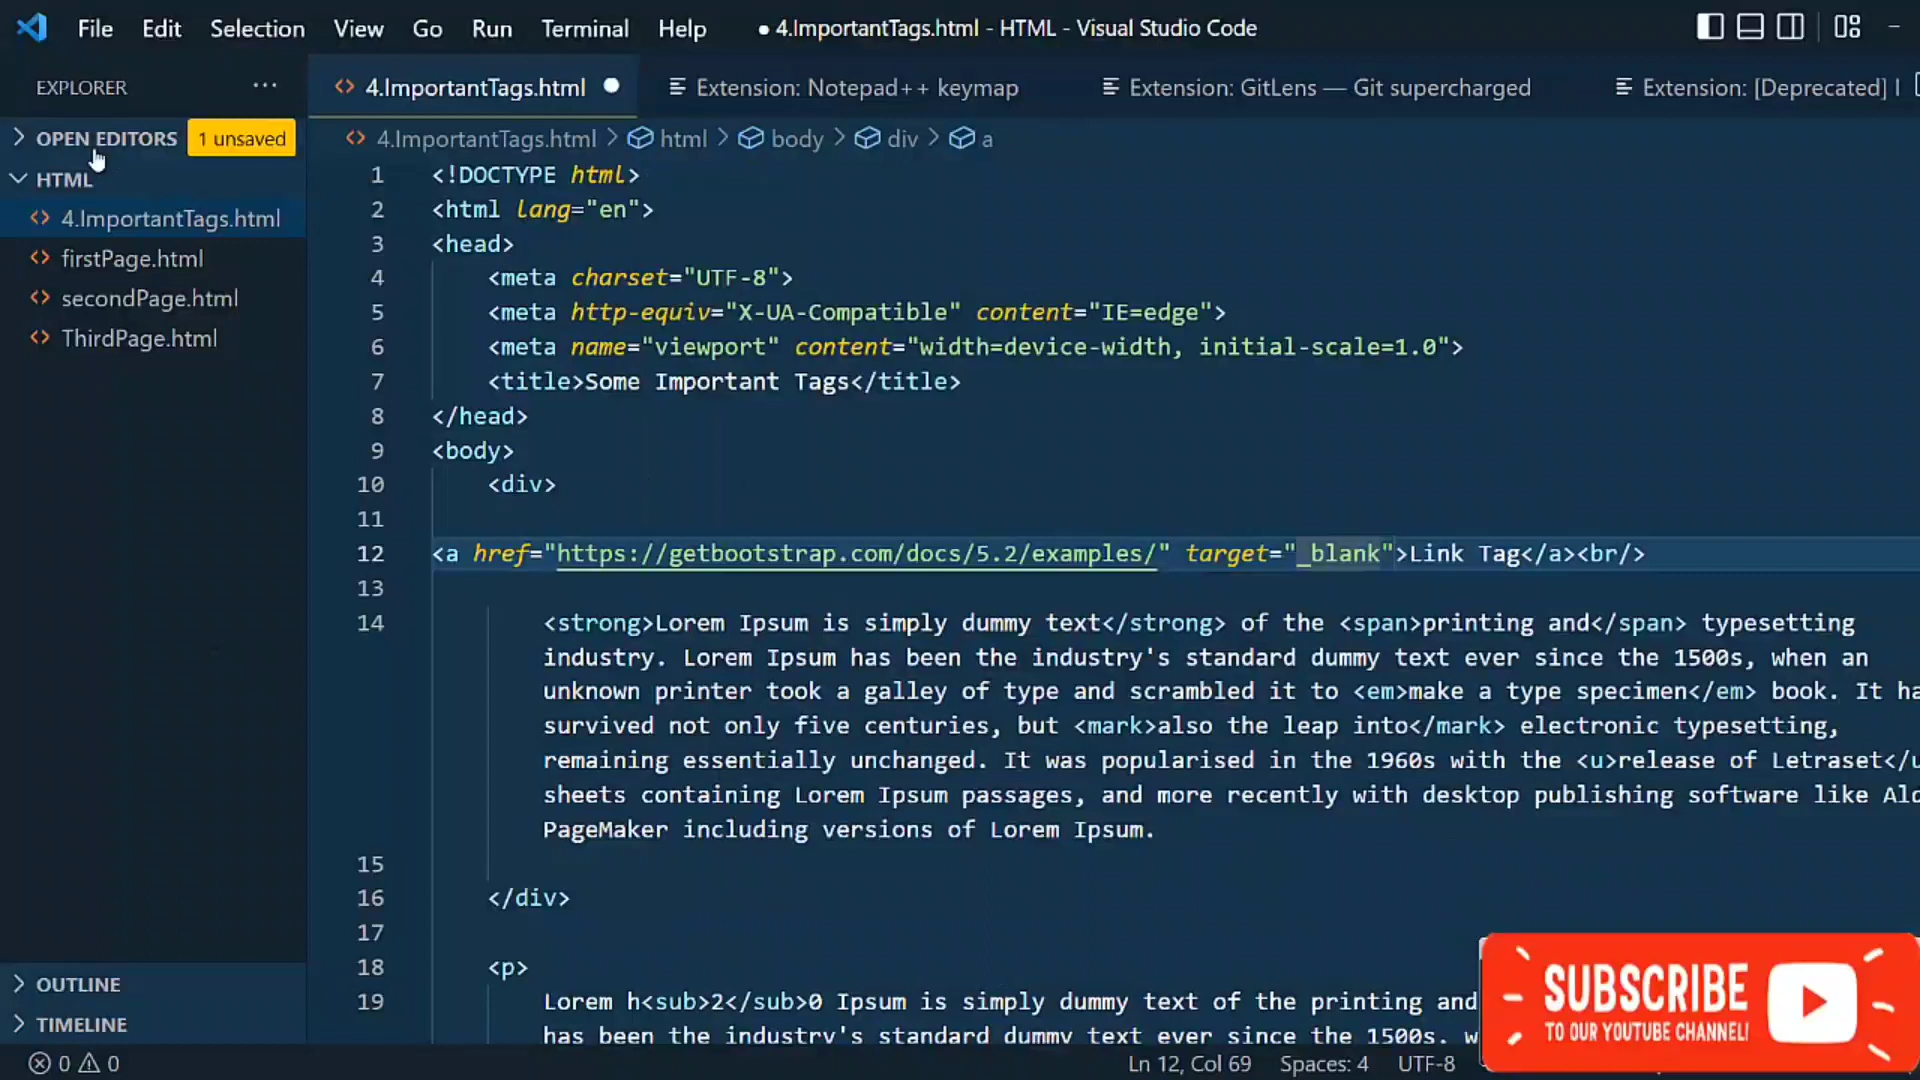 File Edit Selection View Go Run Terminal Help ● 4.ImportantTags.html - HTML - Visual Studio Code
EXPLORER ···
4.ImportantTags.html ● Extension: Notepad++ keymap Extension: GitLens — Git supercharged Extension: [Deprecated]
OPEN EDITORS 1 unsaved
4.ImportantTags.html > html > body > div > a
HTML
4.ImportantTags.html
firstPage.html
secondPage.html
ThirdPage.html
1 <!DOCTYPE html>
2 <html lang="en">
3 <head>
4 <meta charset="UTF-8">
5 <meta http-equiv="X-UA-Compatible" content="IE=edge">
6 <meta name="viewport" content="width=device-width, initial-scale=1.0">
7 <title>Some Important Tags</title>
8 </head>
9 <body>
10 <div>
11
12 <a href="https://getbootstrap.com/docs/5.2/examples/" target="_blank">Link Tag</a><br/>
13
14 <strong>Lorem Ipsum is simply dummy text</strong> of the <span>printing and</span> typesetting
industry. Lorem Ipsum has been the industry's standard dummy text ever since the 1500s, when an
unknown printer took a galley of type and scrambled it to <em>make a type specimen</em> book. It
survived not only five centuries, but <mark>also the leap into</mark> electronic typesetting,
remaining essentially unchanged. It was popularised in the 1960s with the <u>release of Letraset</u
sheets containing Lorem Ipsum passages, and more recently with desktop publishing software like
PageMaker including versions of Lorem Ipsum.
15
16 </div>
17
18 <p>
19 Lorem h<sub>2</sub>0 Ipsum is simply dummy text of the printing and
has been the industry's standard dummy text ever since the 1500s. w
OUTLINE
TIMELINE
0 0 Ln 12, Col 69 Spaces: 4 UTF-8
SUBSCRIBE
TO OUR YOUTUBE CHANNEL!